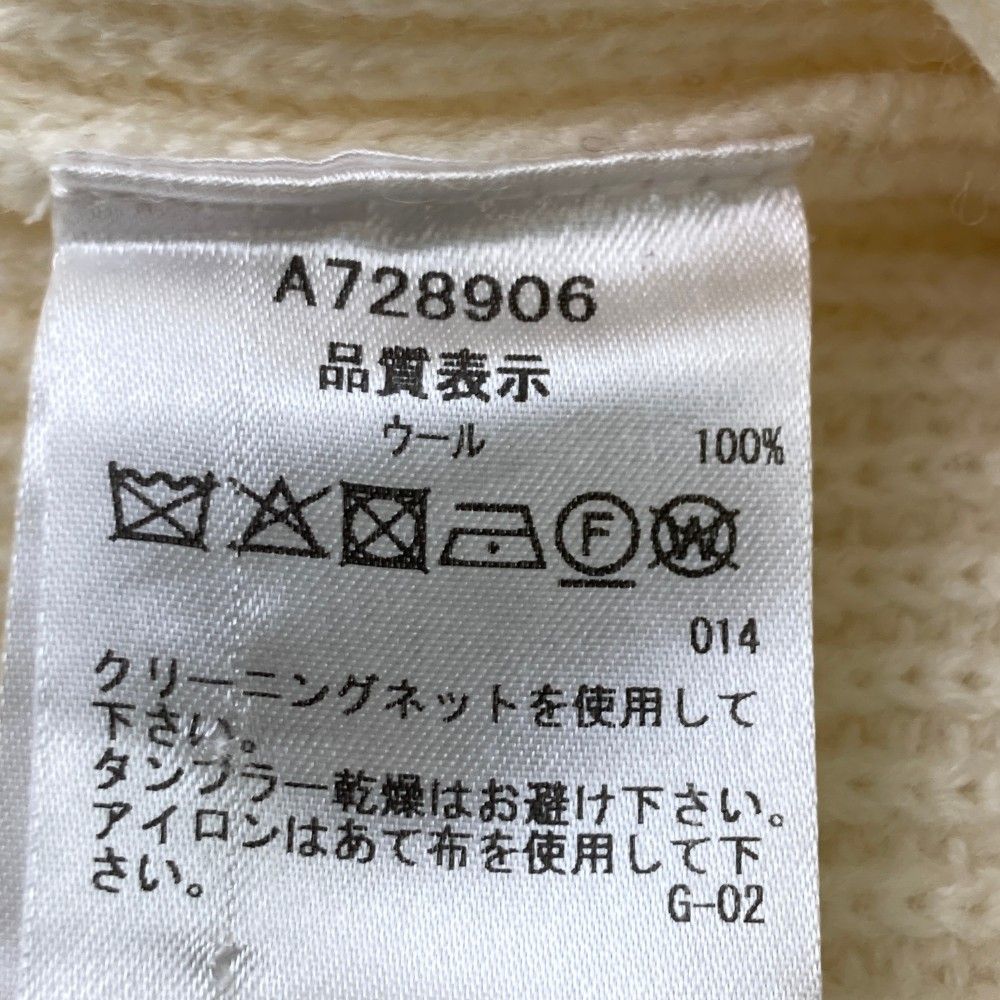 A728906
品質表示
ウール 100%
F W
014
クリーニングネットを使用して
下さい。
タンブラー乾燥はお避け下さい。
アイロンはあて布を使用して下
さい。
G-02